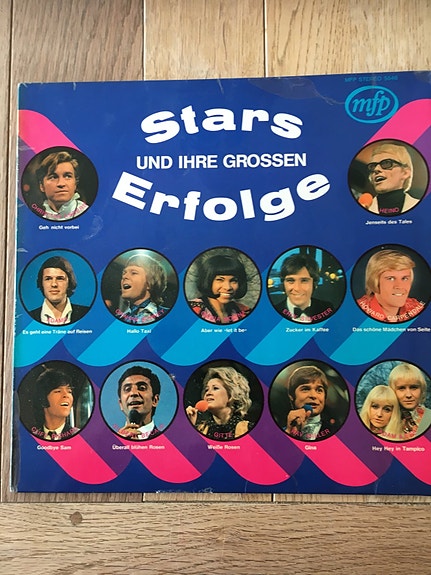 MFP STEREO
mfp
Stars
UND IHRE GROSSEN
Erfolge
HEINO
Geh nicht vorbei
Jenseits des Tales
HOWARD CARPENDALE
Es geht eine Träne auf Reisen
Hallo Taxi
Aber wie »let it be«
Zucker im Kaffee
Das schöne Mädchen von Seite
Goodbye Sam
Überall blühen Rosen
Weiße Rosen
Gina
Hey Hey in Tampico